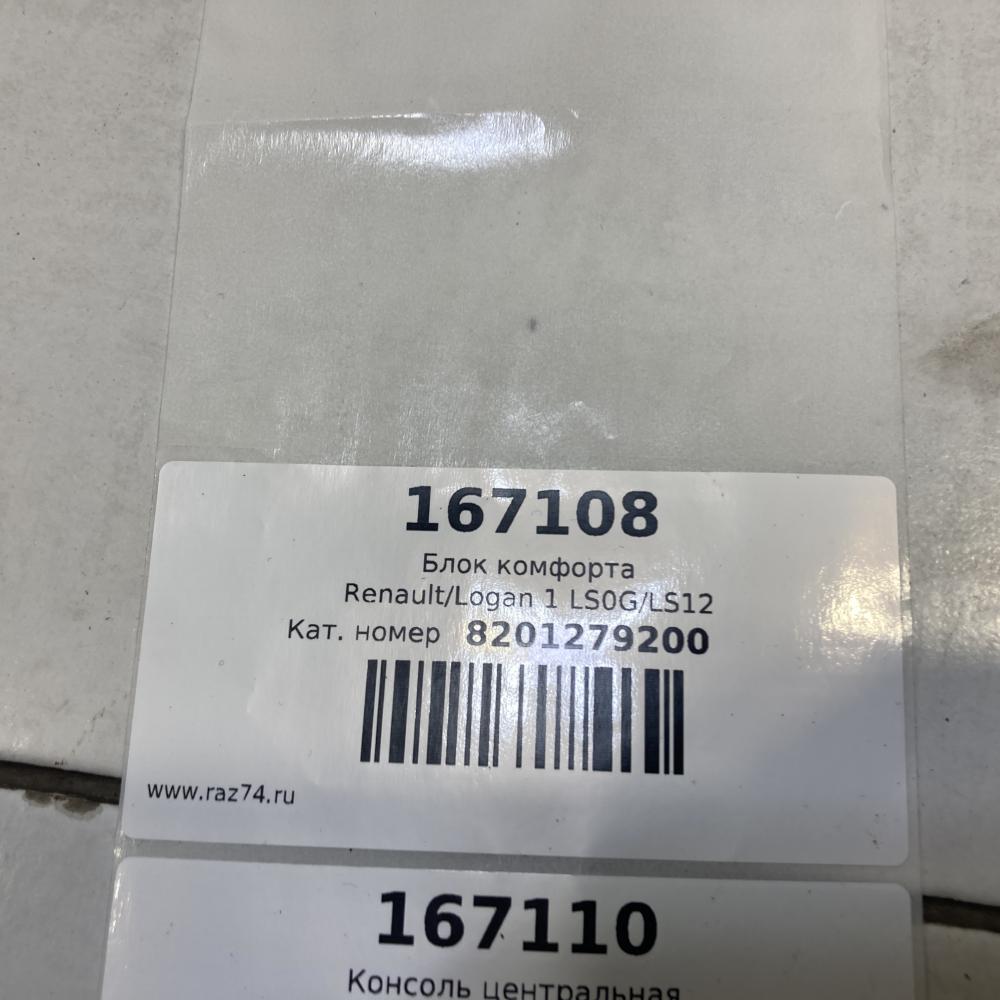 167108
Блок комфорта
Renault/Logan 1 LS0G/LS12
Кат. номер 8201279200
www.raz74.ru
167110
Консоль центральная